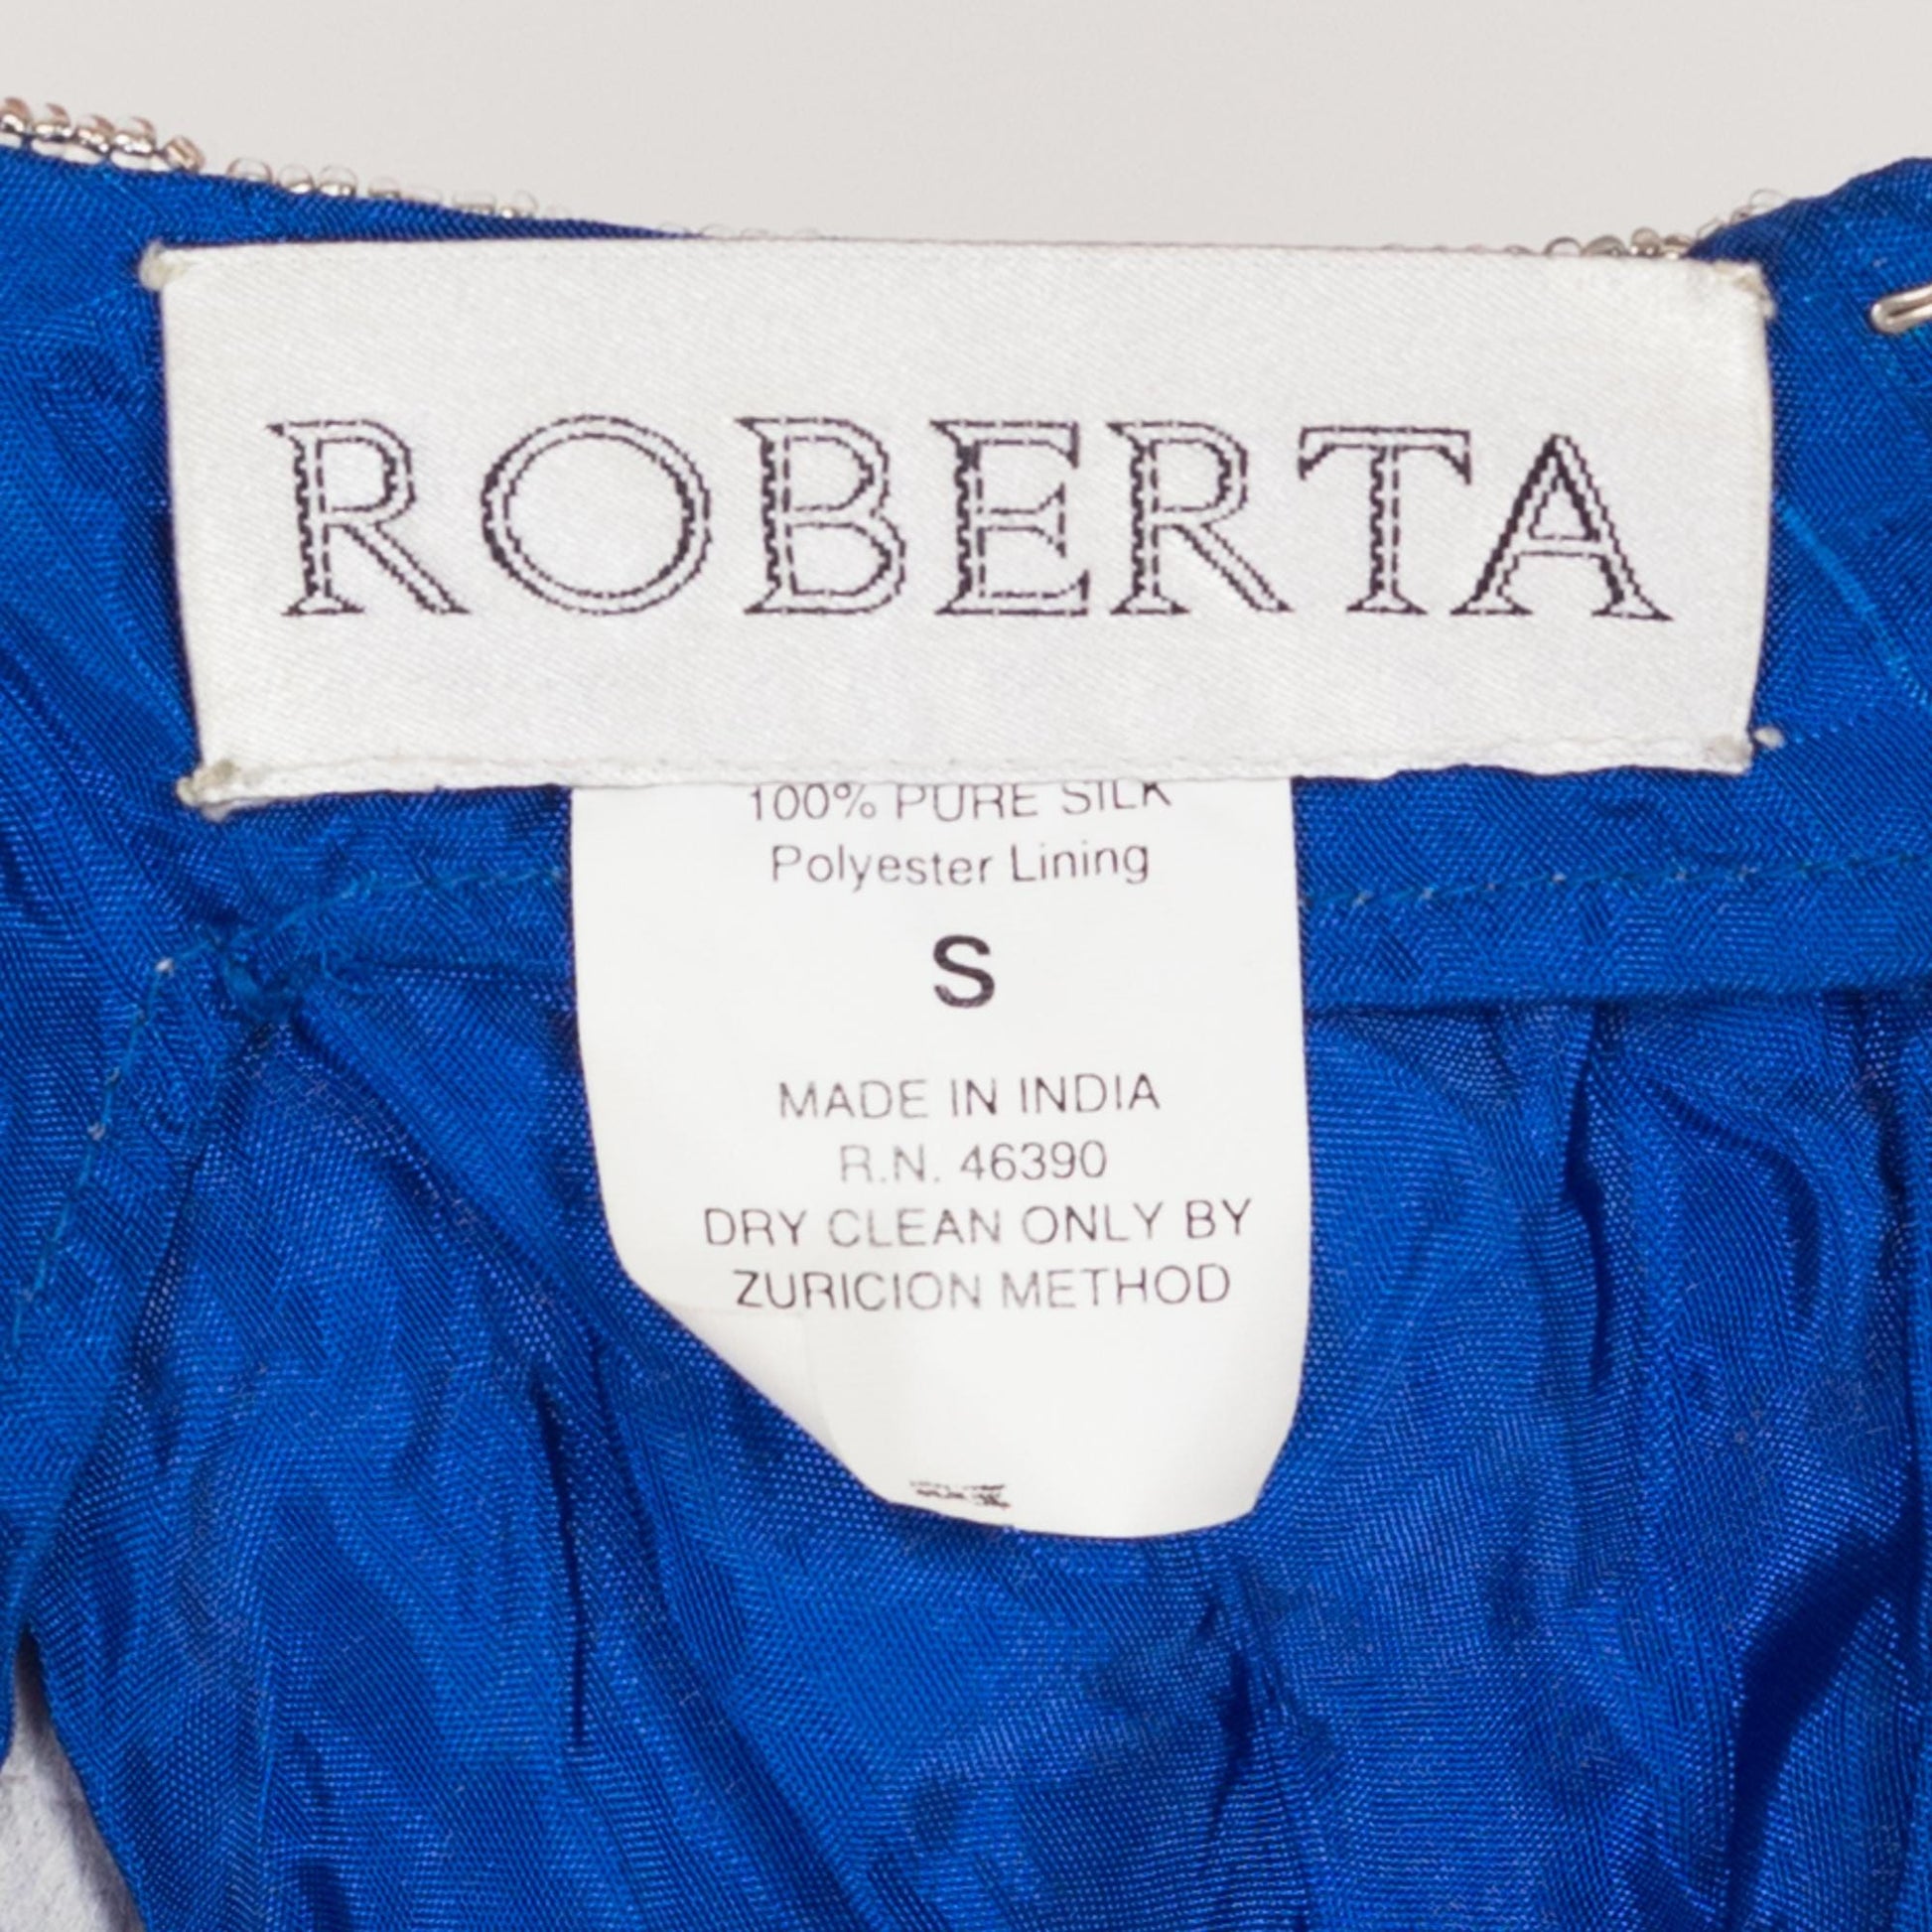 ROBERTA
100% PURE SILK
Polyester Lining
S
MADE IN INDIA
R.N. 46390
DRY CLEAN ONLY BY
ZURICION METHOD